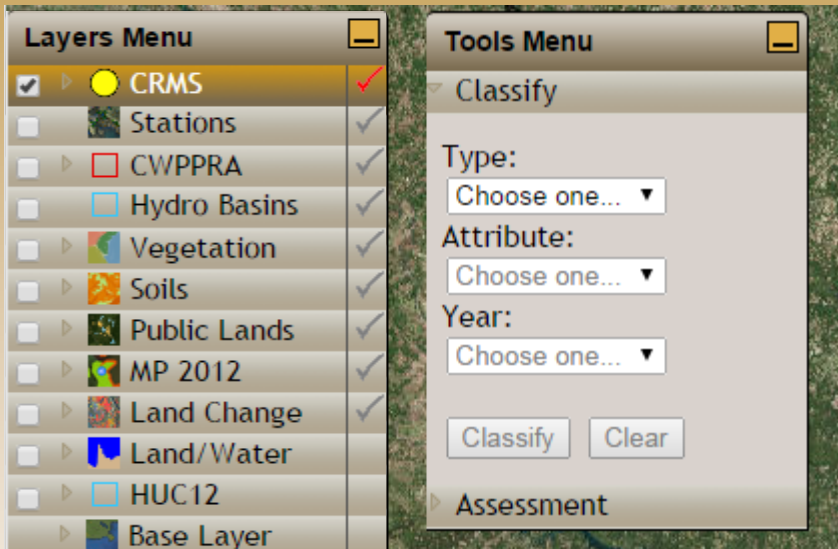 Layers Menu
CRMS
Stations
CWPPRA
Hydro Basins
Vegetation
Soils
Public Lands
MP 2012
Land Change
Land/Water
HUC12
Base Layer
Tools Menu
Classify
Type:
Choose one...
Attribute:
Choose one...
Year:
Choose one...
Classify Clear
Assessment